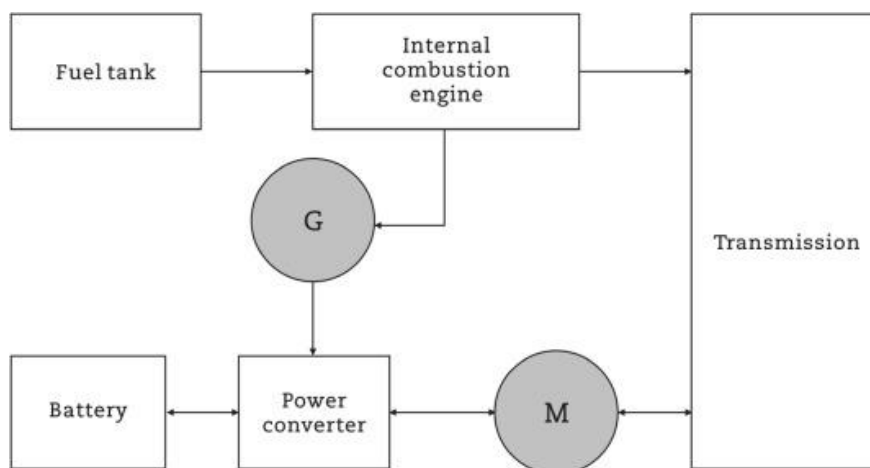 Fuel tank
Internal
combustion
engine
G
Transmission
Battery
Power
converter
M